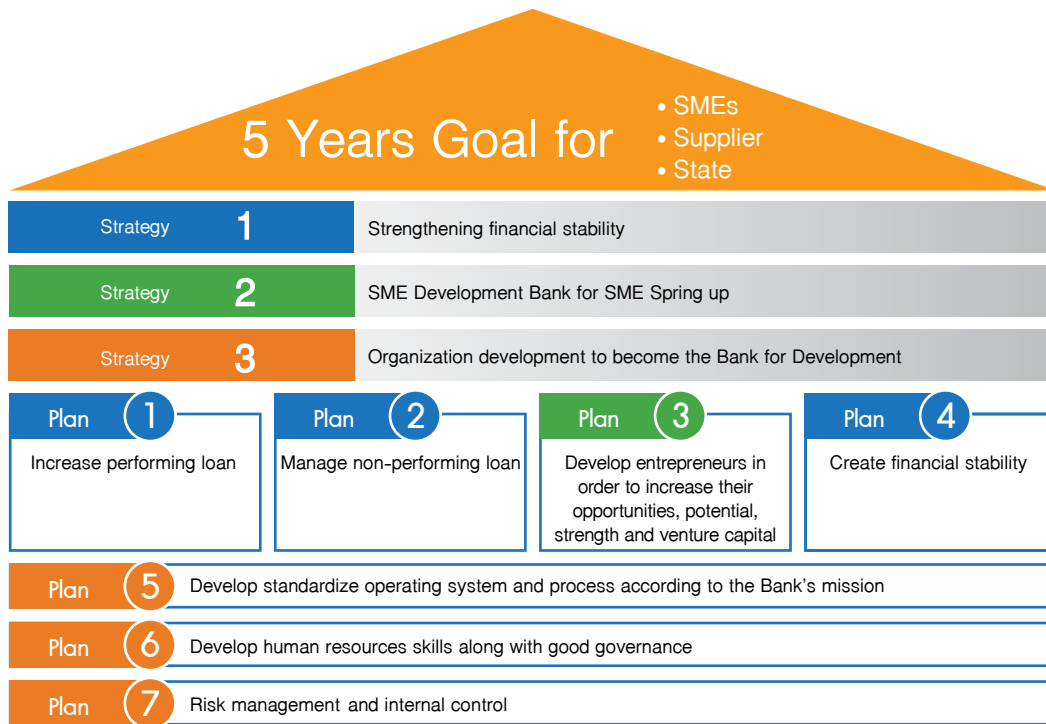 5 Years Goal for
• SMEs
• Supplier
• State
Strategy 1 Strengthening financial stability
Strategy 2 SME Development Bank for SME Spring up
Strategy 3 Organization development to become the Bank for Development
Plan 1
Increase performing loan
Plan 2
Manage non-performing loan
Plan 3
Develop entrepreneurs in
order to increase their
opportunities, potential,
strength and venture capital
Plan 4
Create financial stability
Plan 5 Develop standardize operating system and process according to the Bank's mission
Plan 6 Develop human resources skills along with good governance
Plan 7 Risk management and internal control